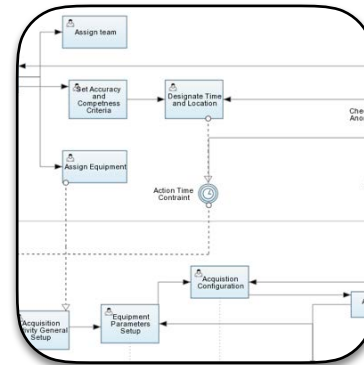 Assign team
Set Accuracy
and
Competness
Criteria
Designate Time
and Location
Assign Equipment
Action Time
Contraint
Acquistion
Configuration
Equipment
Parameters
Setup
Acquisition
General
Setup